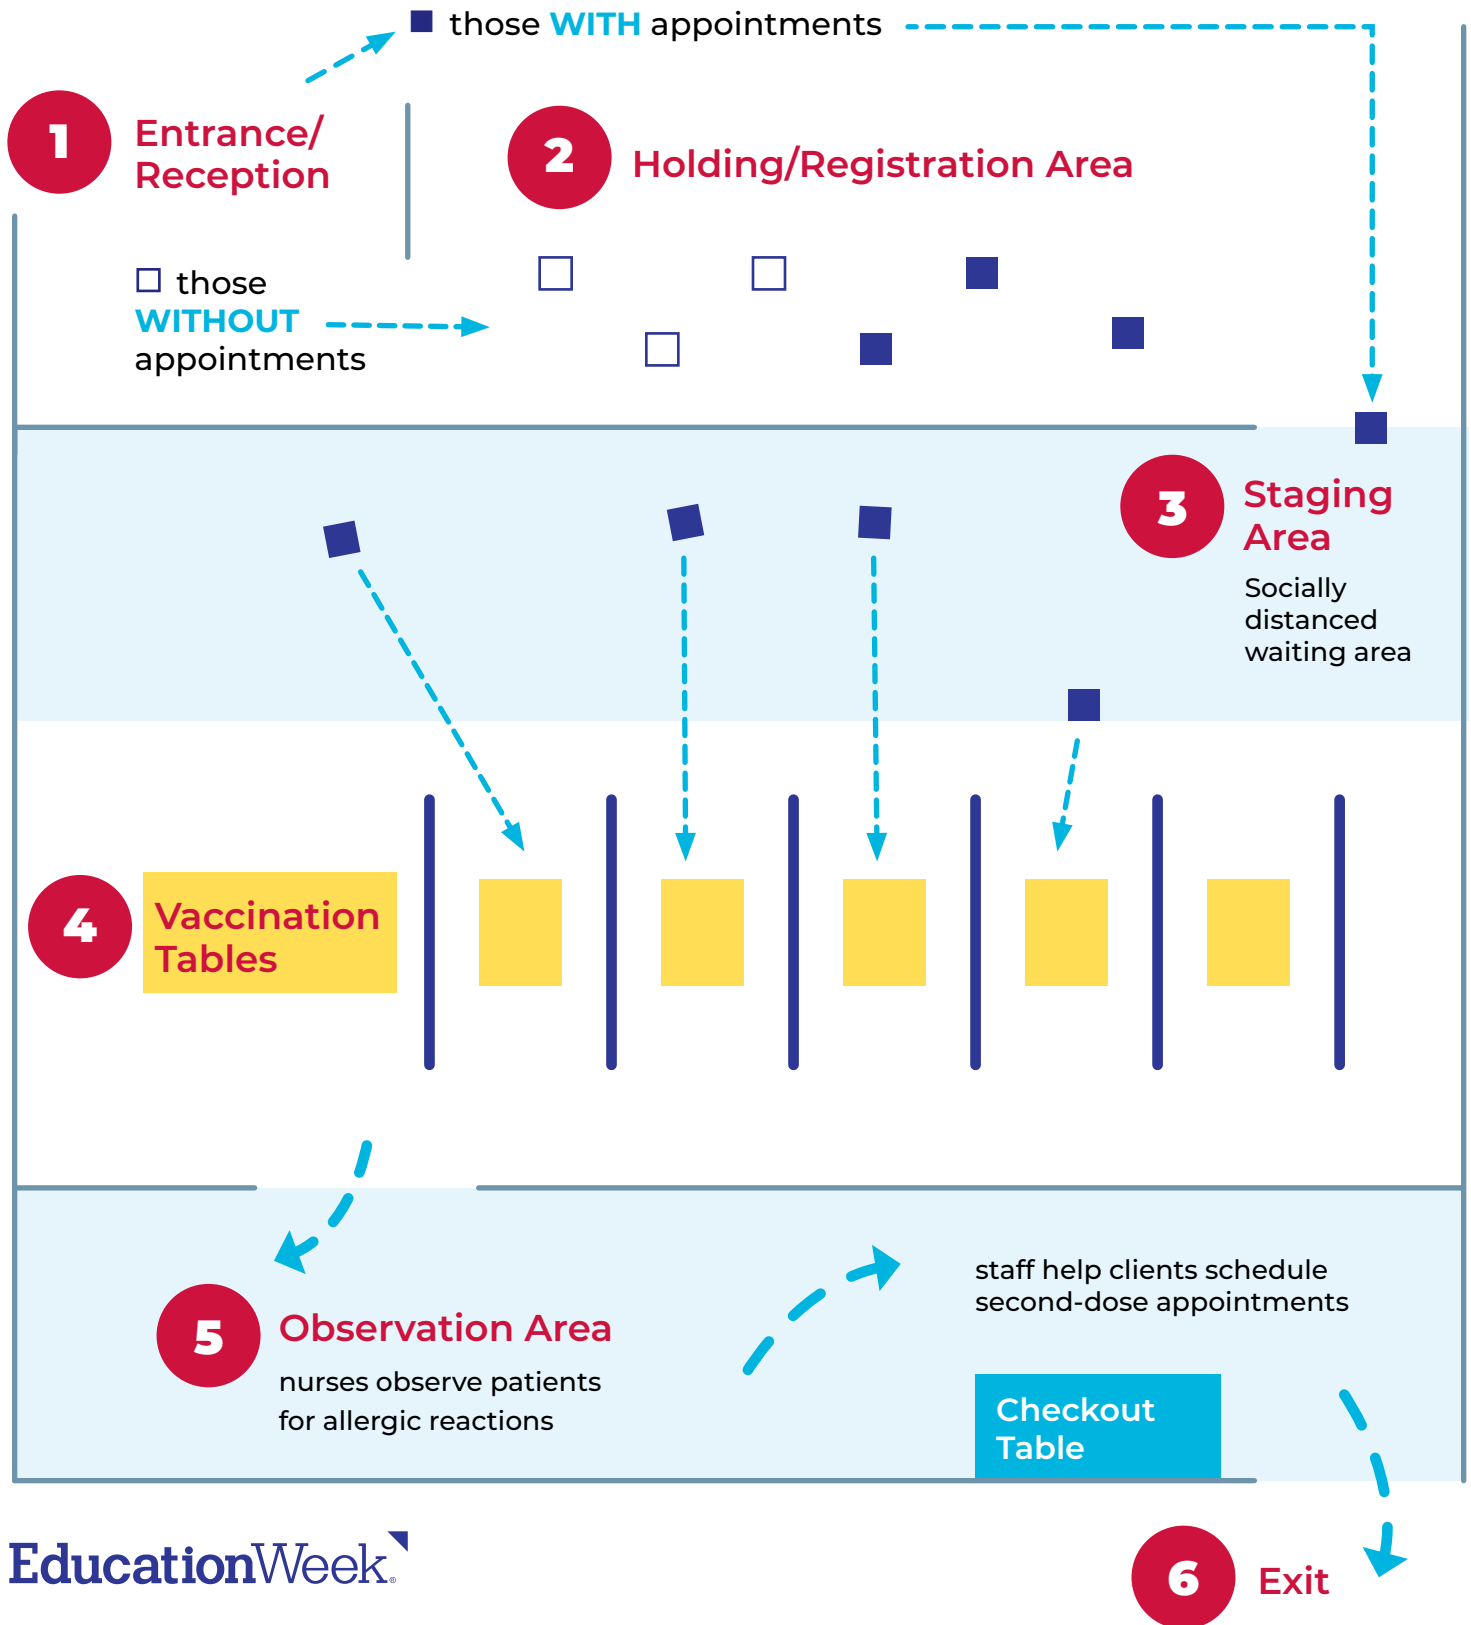 those WITH appointments
1
Entrance/
Reception
2
Holding/Registration Area
those
WITHOUT
appointments
3
Staging
Area
Socially
distanced
waiting area
4
Vaccination
Tables
5
Observation Area
nurses observe patients
for allergic reactions
staff help clients schedule
second-dose appointments
Checkout
Table
EducationWeek®
6
Exit